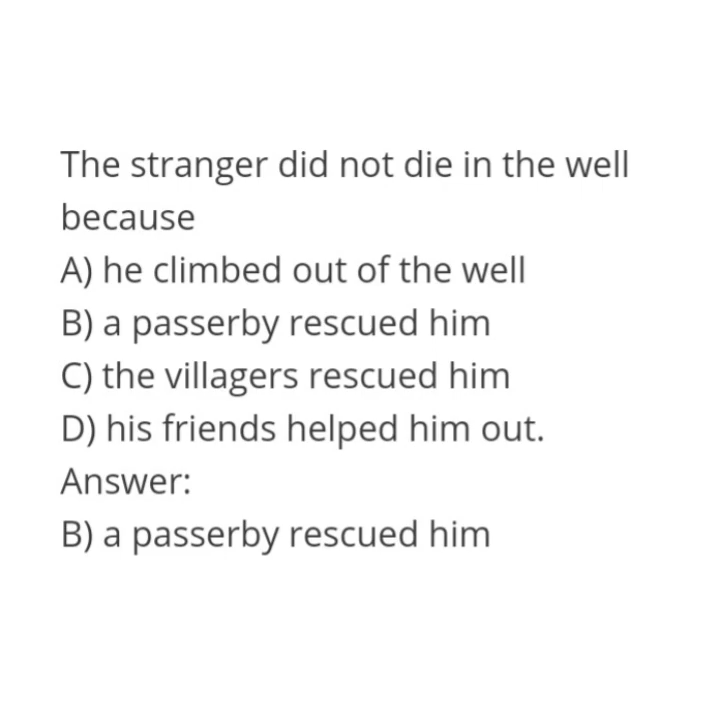 The stranger did not die in the well
because
A) he climbed out of the well
B) a passerby rescued him
C) the villagers rescued him
D) his friends helped him out.
Answer:
B) a passerby rescued him